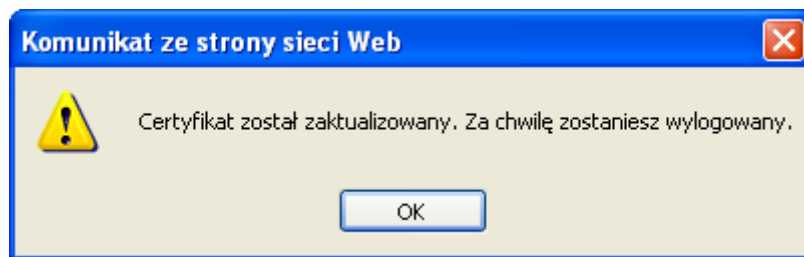 Komunikat ze strony sieci Web
Certyfikat został zaktualizowany. Za chwilę zostaniesz wylogowany.
OK